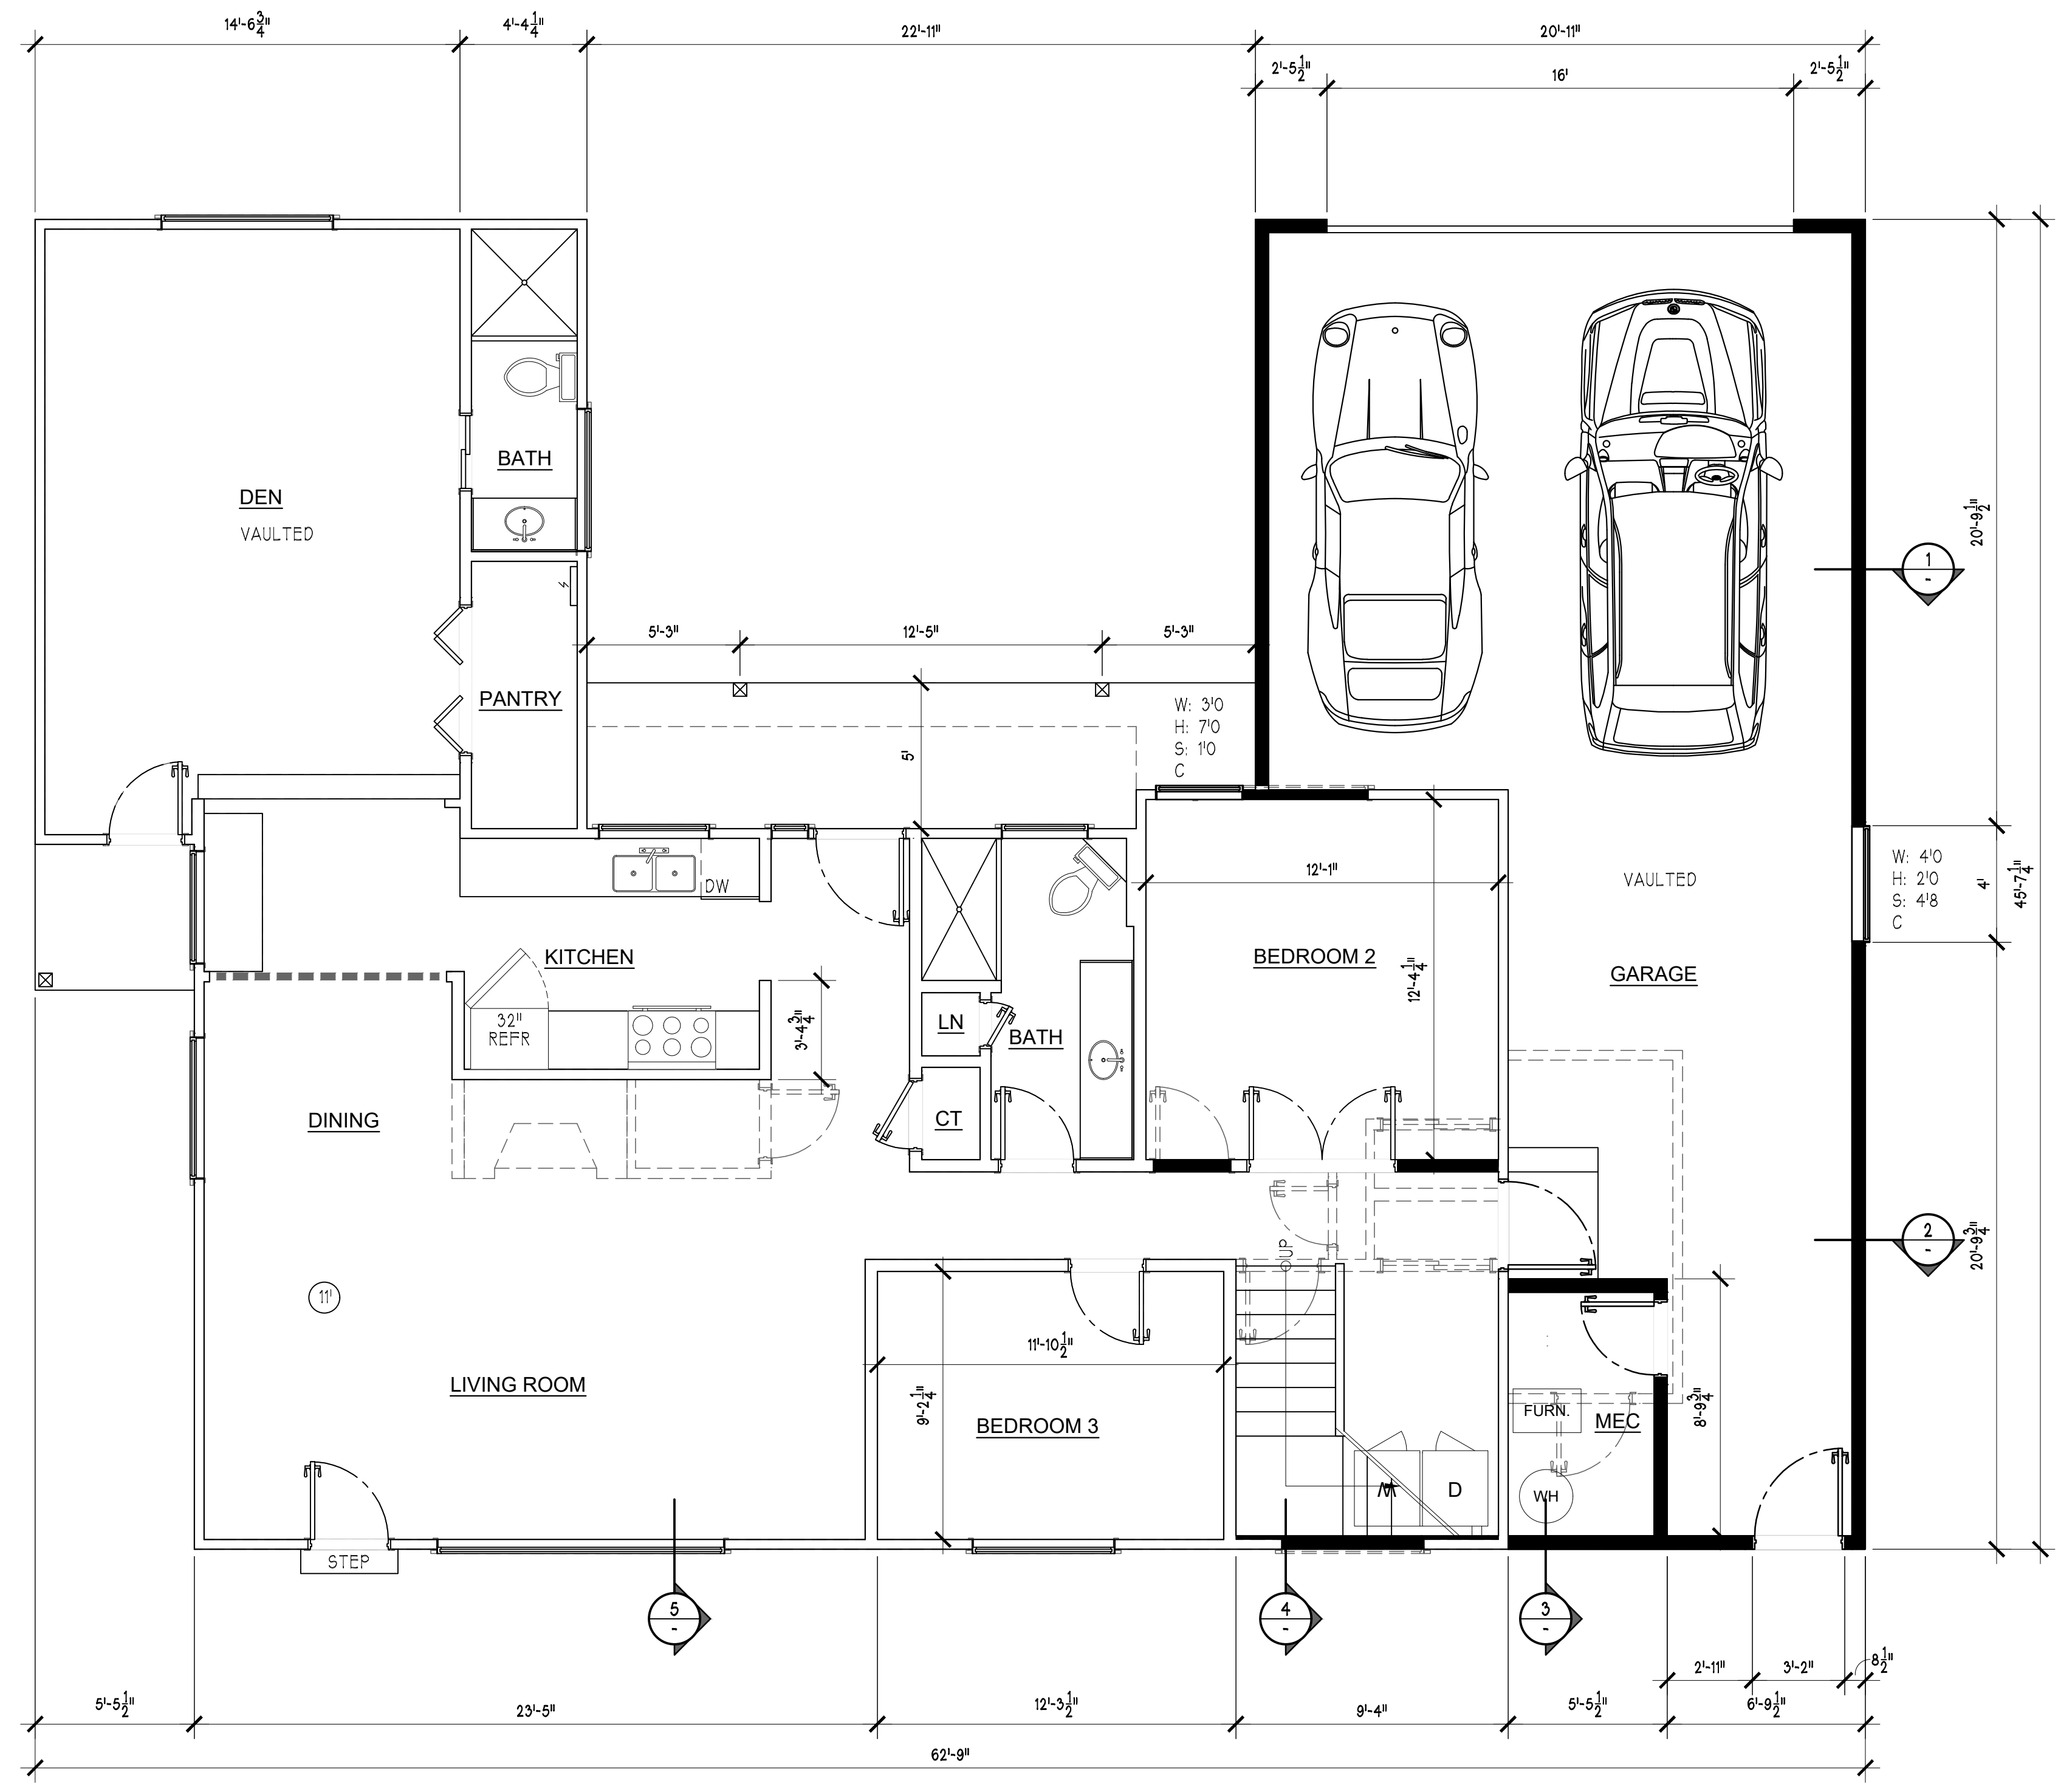 14'-6 3/4"
4'-4 1/4"
22'-11"
20'-11"
2'-5 1/2"
16'
2'-5 1/2"
DEN
VAULTED
BATH
PANTRY
5'-3"
12'-5"
5'-3"
5'
W: 3'0
H: 7'0
S: 1'0
C
20'-9 1/2"
1
-
W: 4'0
H: 2'0
S: 4'8
C
4'
45'-7 1/4"
VAULTED
GARAGE
DW
KITCHEN
32"
REFR
3'-4 3/4"
LN
BATH
CT
12'-1"
BEDROOM 2
12'-4 1/4"
DINING
11'
LIVING ROOM
STEP
UP
11'-10 1/2"
9'-2 1/4"
BEDROOM 3
W
D
FURN.
MEC
WH
8'-9 3/4"
2
-
20'-9 3/4"
5
-
4
-
3
-
2'-11"
3'-2"
8 1/2"
5'-5 1/2"
23'-5"
12'-3 1/2"
9'-4"
5'-5 1/2"
6'-9 1/2"
62'-9"